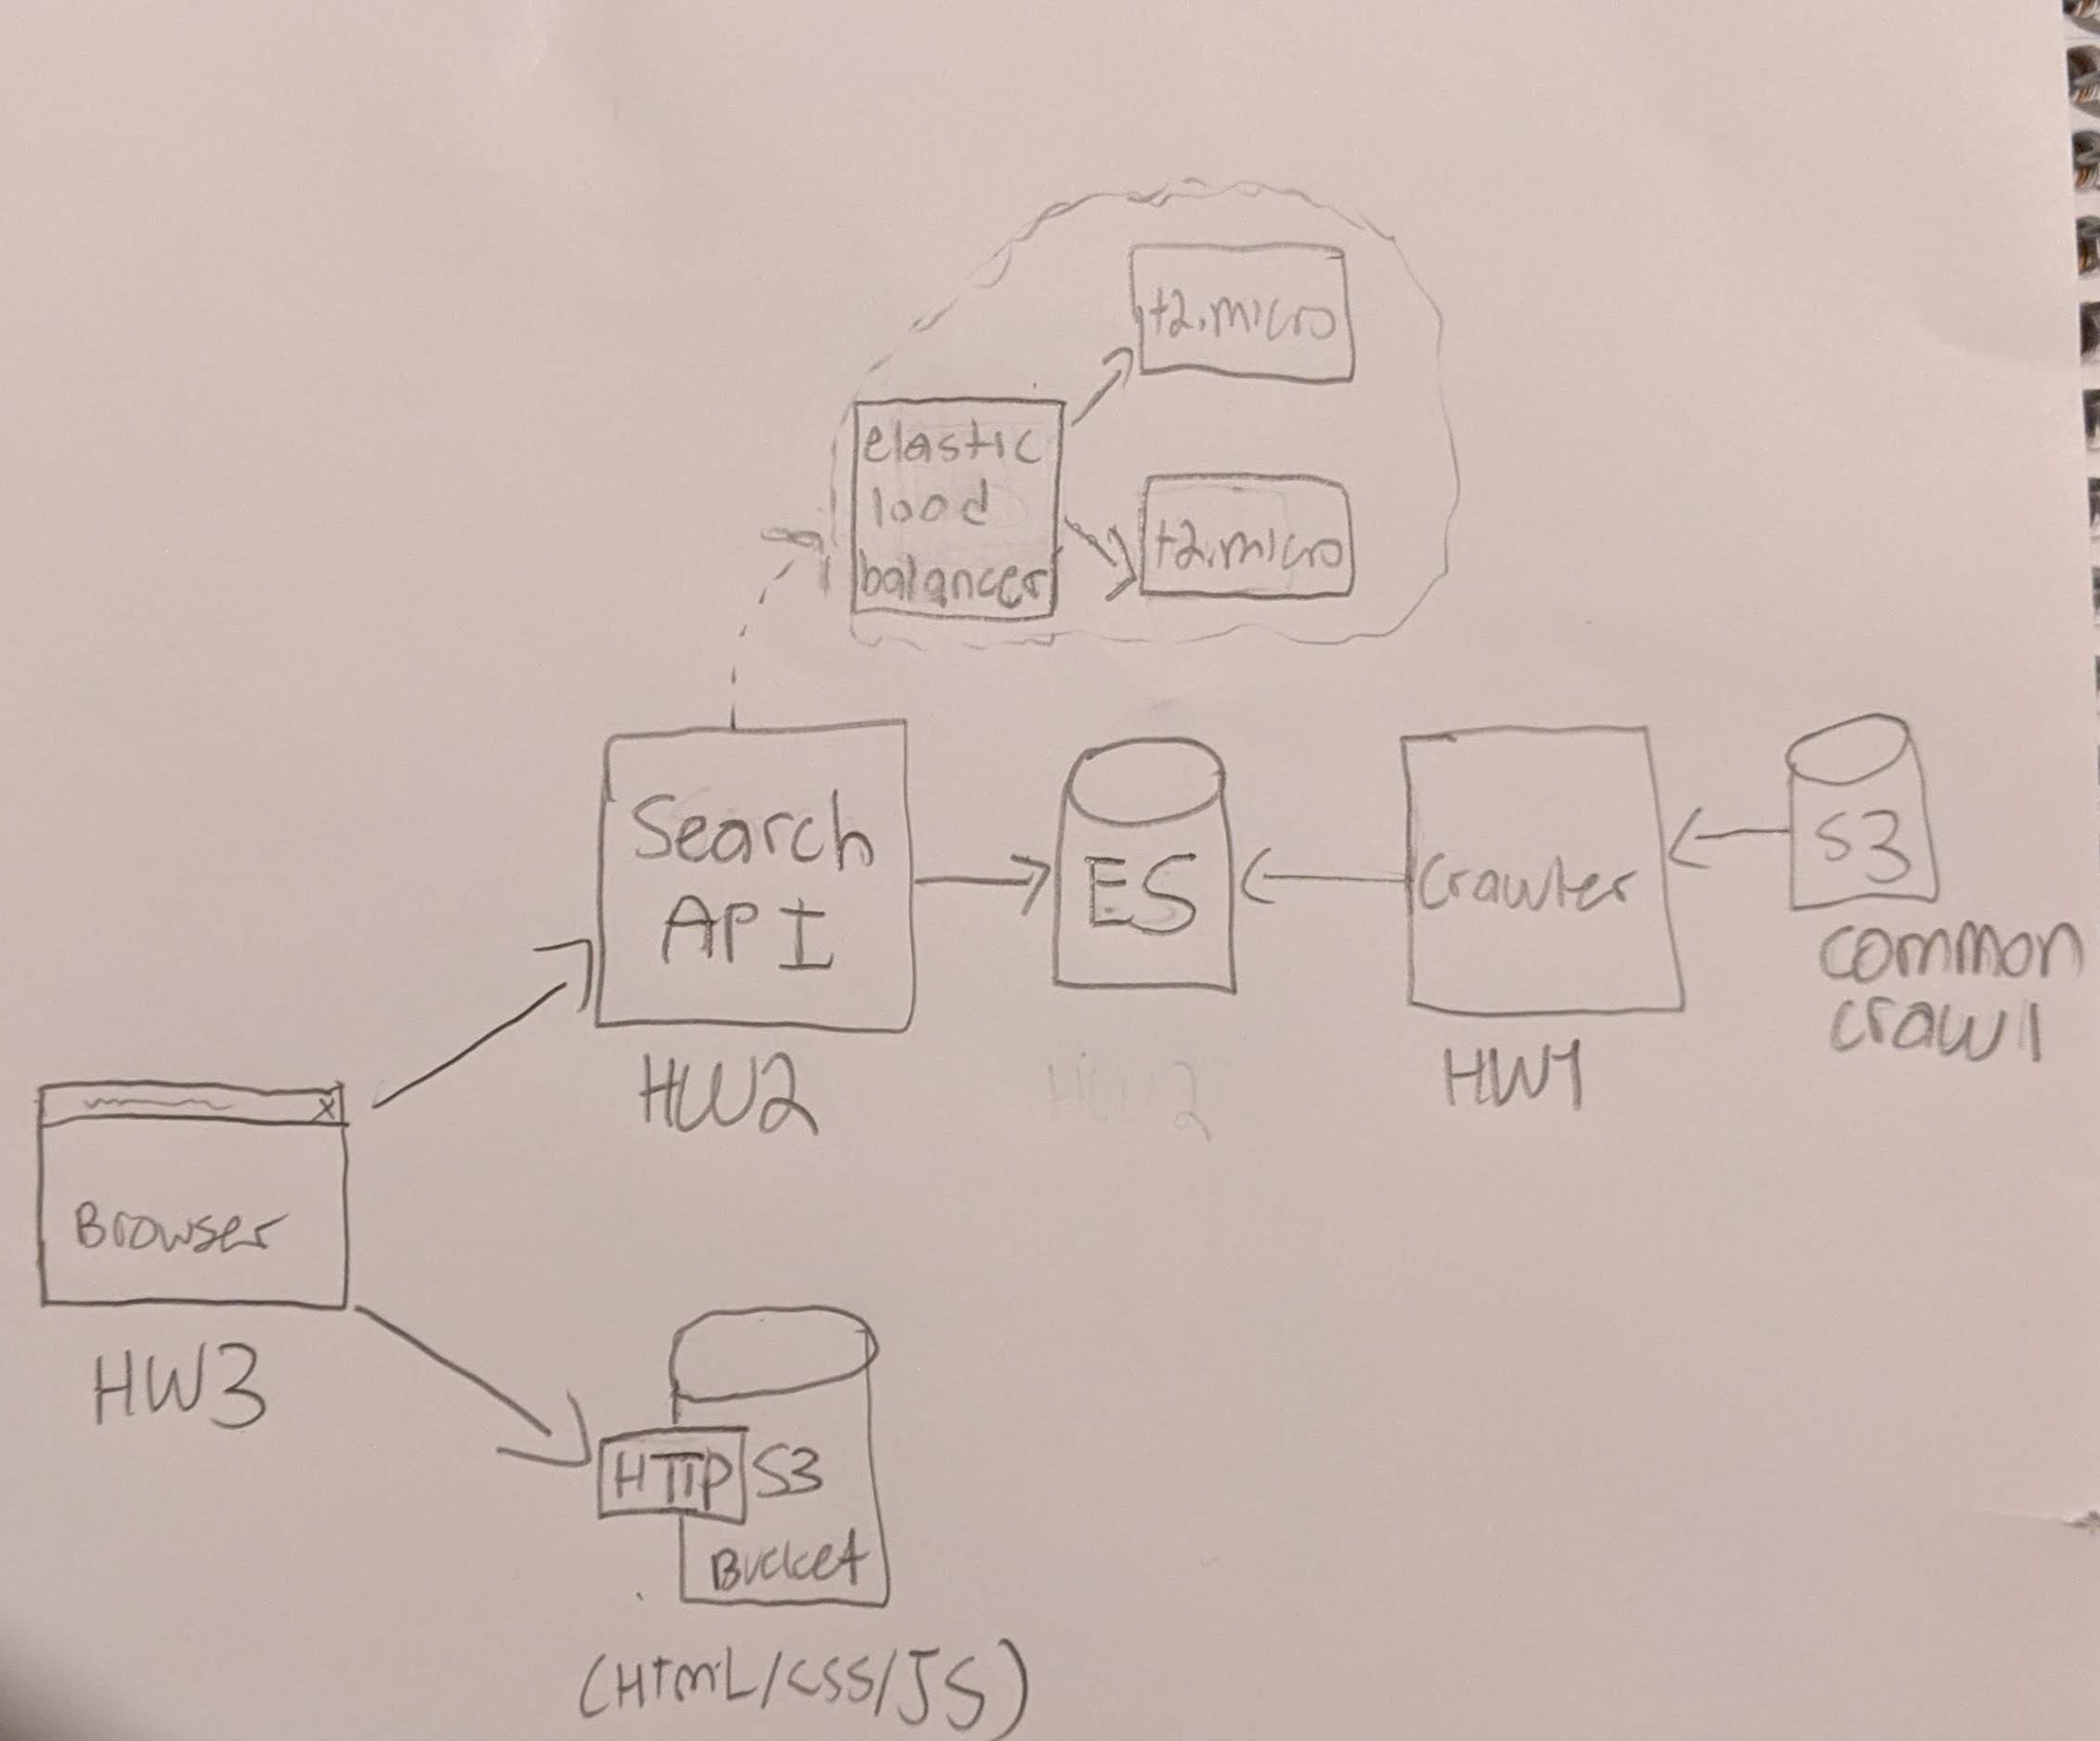 t2.micro
elastic
load
balancer
t2.micro
Search
API
HW2
ES
HW2
Crawler
HW1
S3
common
crawl
Browser
HW3
HTTP
S3
Bucket
(HTML/CSS/JS)